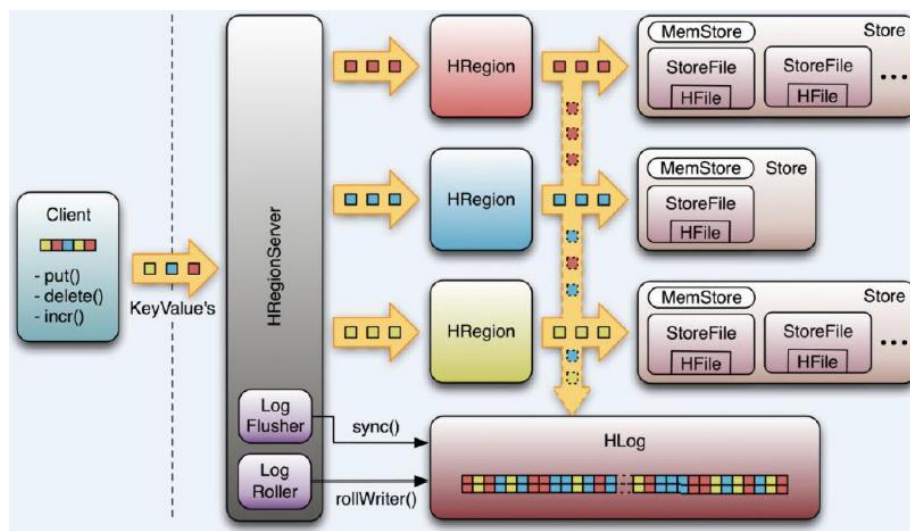 Client
- put()
- delete()
- incr()
KeyValue's
HRegionServer
Log
Flusher
Log
Roller
sync()
rollWriter()
HRegion
MemStore
Store
StoreFile
HFile
StoreFile
HFile
...
HRegion
MemStore
Store
StoreFile
HFile
HRegion
MemStore
Store
StoreFile
HFile
StoreFile
HFile
...
HLog